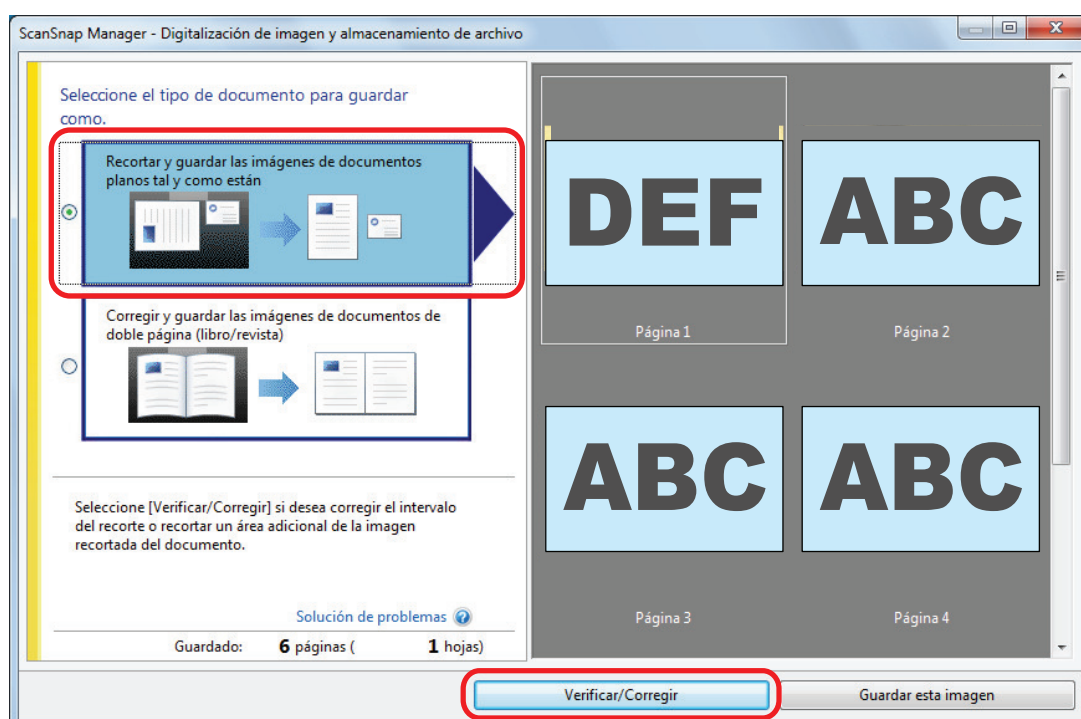 ScanSnap Manager - Digitalización de imagen y almacenamiento de archivo
Seleccione el tipo de documento para guardar
como.
Recortar y guardar las imágenes de documentos
planos tal y como están
Corregir y guardar las imágenes de documentos de
doble página (libro/revista)
Seleccione [Verificar/Corregir] si desea corregir el intervalo
del recorte o recortar un área adicional de la imagen
recortada del documento.
Solución de problemas
Guardado: 6 páginas ( 1 hojas)
DEF
ABC
Página 1
Página 2
ABC
ABC
Página 3
Página 4
Verificar/Corregir
Guardar esta imagen